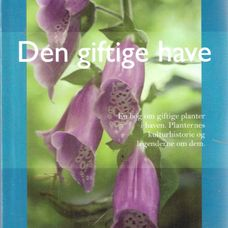 Den giftige have
En bog om giftige planter
i haven. Planternes
kulturhistorie og
legenderne om dem.